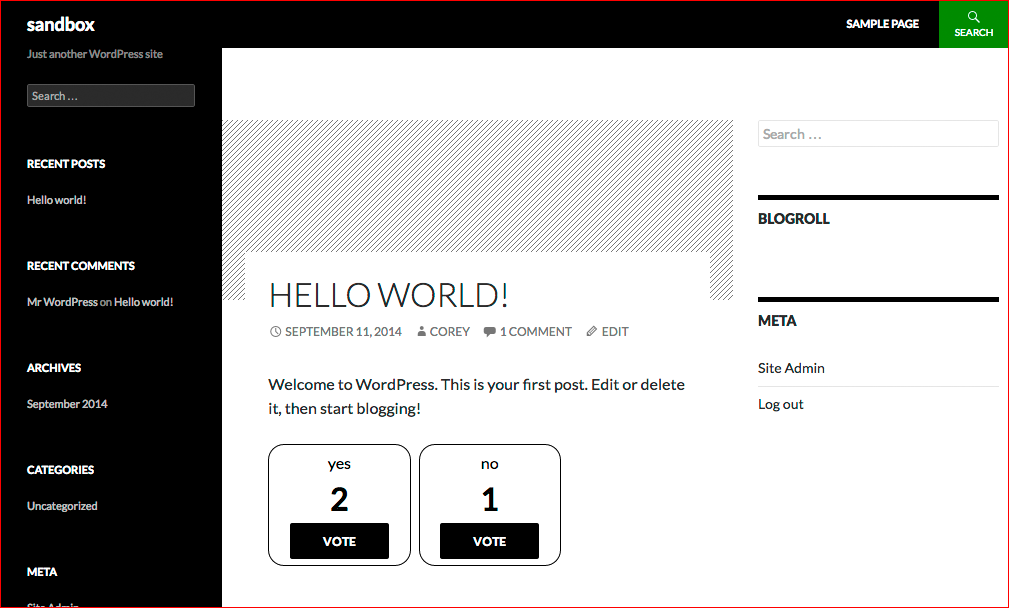 sandbox
SAMPLE PAGE
SEARCH
Just another WordPress site
Search …
RECENT POSTS
Hello world!
RECENT COMMENTS
Mr WordPress on Hello world!
ARCHIVES
September 2014
CATEGORIES
Uncategorized
META
Site Admin
HELLO WORLD!
SEPTEMBER 11, 2014 COREY 1 COMMENT EDIT
Welcome to WordPress. This is your first post. Edit or delete
it, then start blogging!
yes
2
VOTE
no
1
VOTE
Search …
BLOGROLL
META
Site Admin
Log out